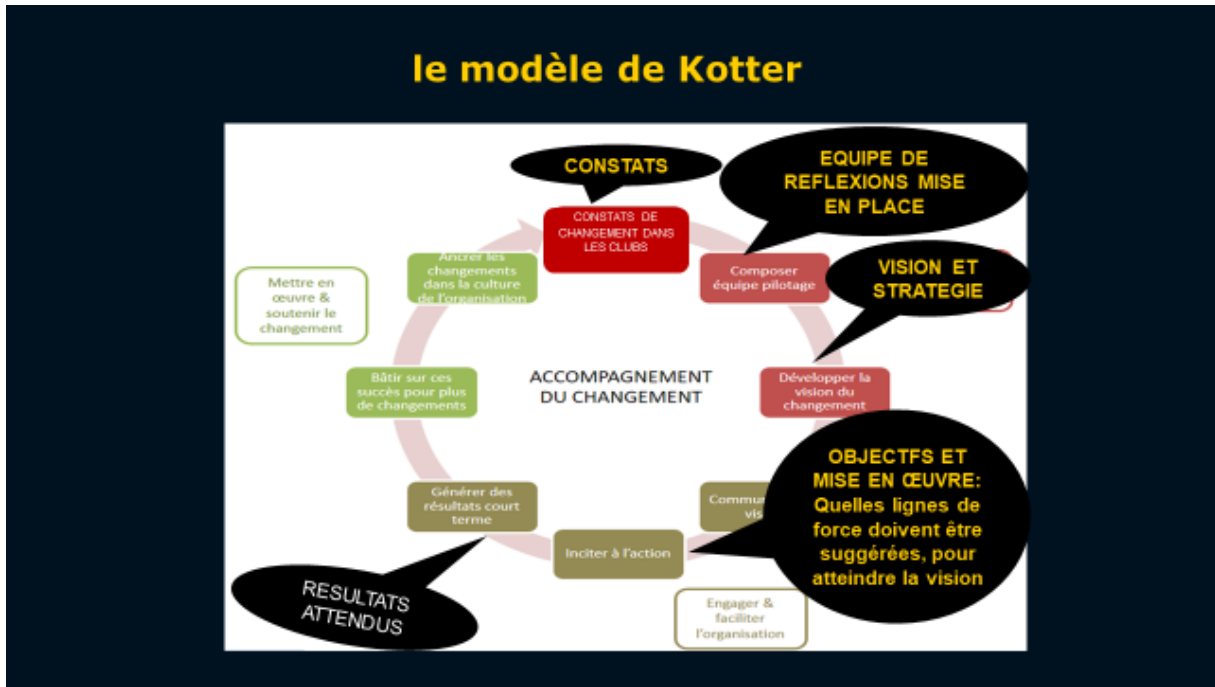 le modèle de Kotter
CONSTATS
EQUIPE DE
REFLEXIONS MISE
EN PLACE
CONSTATS DE
CHANGEMENT DANS
LES CLUBS
Ancrer les
changements
dans la culture
de l'organisation
Composer
équipe pilotage
VISION ET
STRATEGIE
Mettre en
œuvre &
soutenir le
changement
Bâtir sur ces
succès pour plus
de changements
ACCOMPAGNEMENT
DU CHANGEMENT
Développer la
vision du
changement
OBJECTFS ET
MISE EN ŒUVRE:
Quelles lignes de
force doivent être
suggérées, pour
atteindre la vision
Générer des
résultats court
terme
Commun
vis
Inciter à l'action
RESULTATS
ATTENDUS
Engager &
faciliter
l'organisation